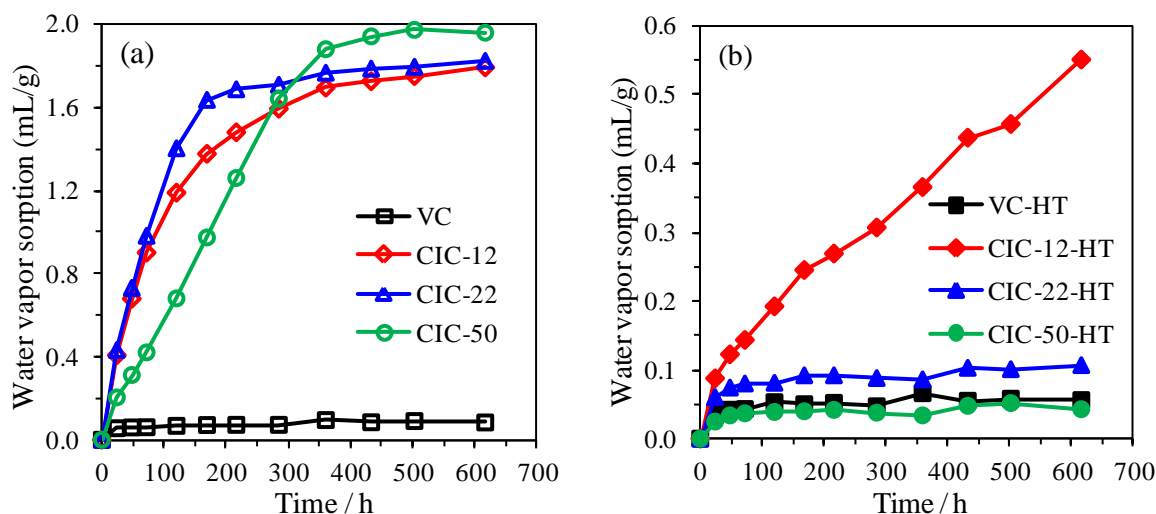 (a)
Water vapor sorption (mL/g)
2.0
1.6
1.2
0.8
0.4
0.0
VC
CIC-12
CIC-22
CIC-50
0 100 200 300 400 500 600 700
Time / h
(b)
Water vapor sorption (mL/g)
0.6
0.5
0.4
0.3
0.2
0.1
0.0
VC-HT
CIC-12-HT
CIC-22-HT
CIC-50-HT
0 100 200 300 400 500 600 700
Time / h